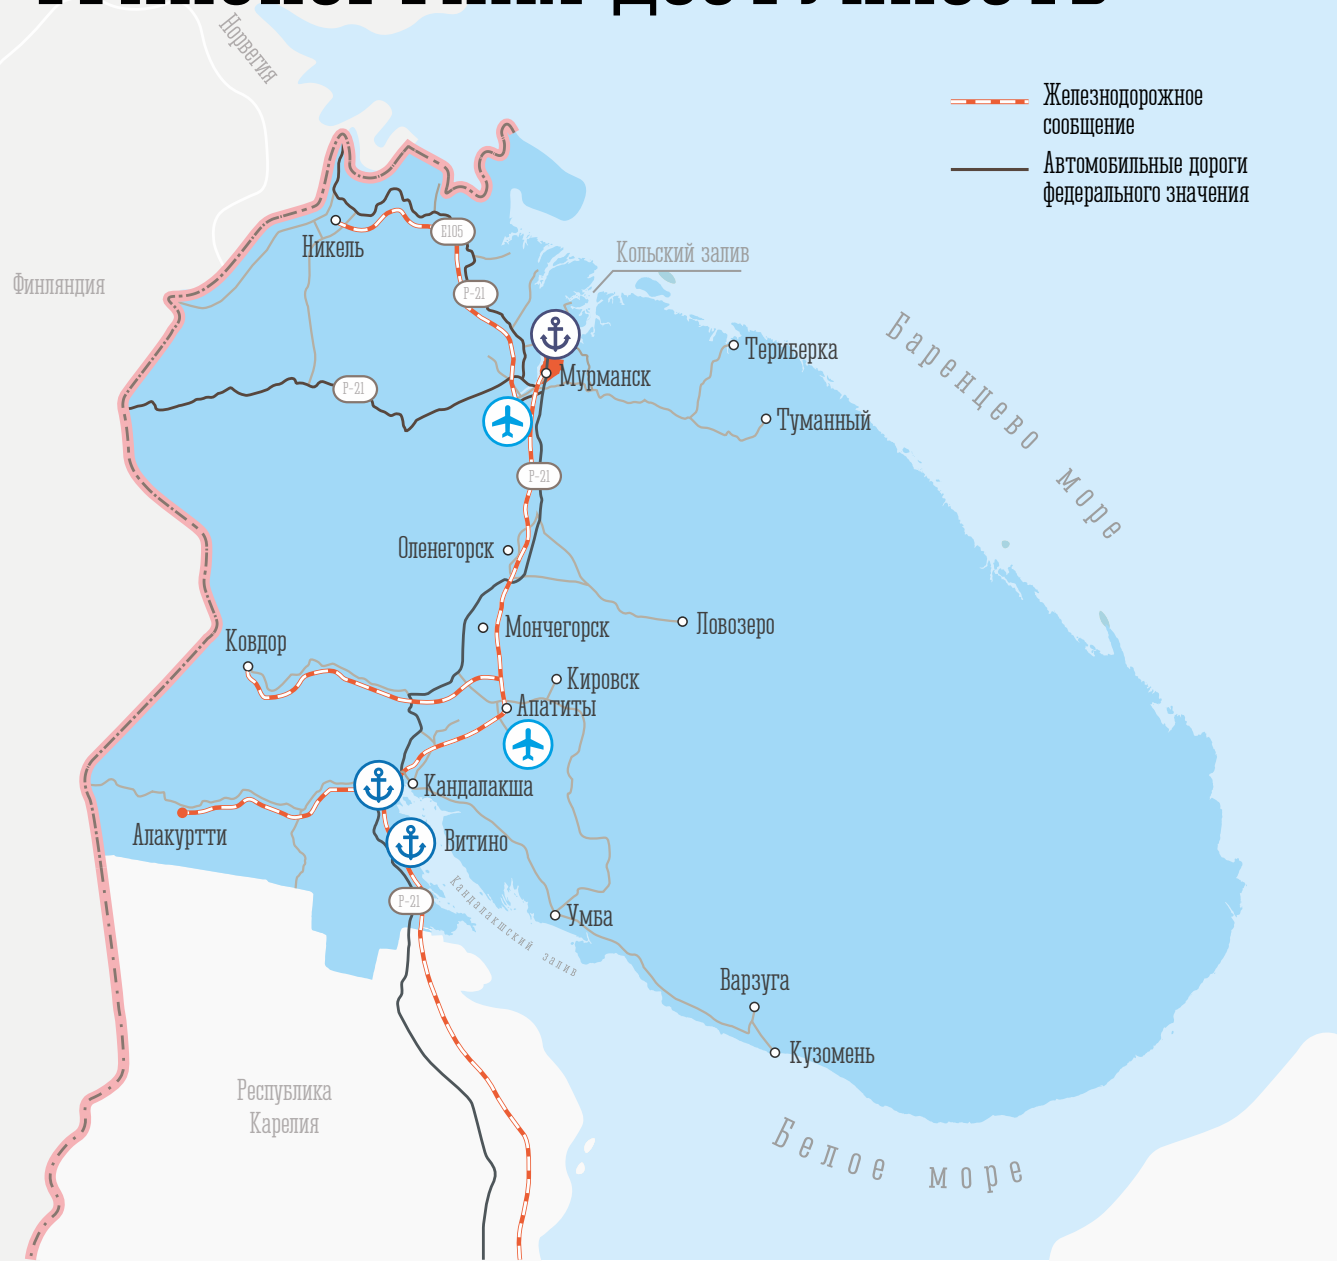 Норвегия
Железнодорожное
сообщение
Автомобильные дороги
федерального значения
E105
Никель
Кольский залив
Финляндия
P-21
Баренцево море
Териберка
Мурманск
P-21
Туманный
P-21
Оленегорск
Мончегорск
Ловозеро
Ковдор
Кировск
Апатиты
Кандалакша
Алакуртти
Витино
P-21
Кандалакшский залив
Умба
Варзуга
Кузомень
Республика
Карелия
Белое море